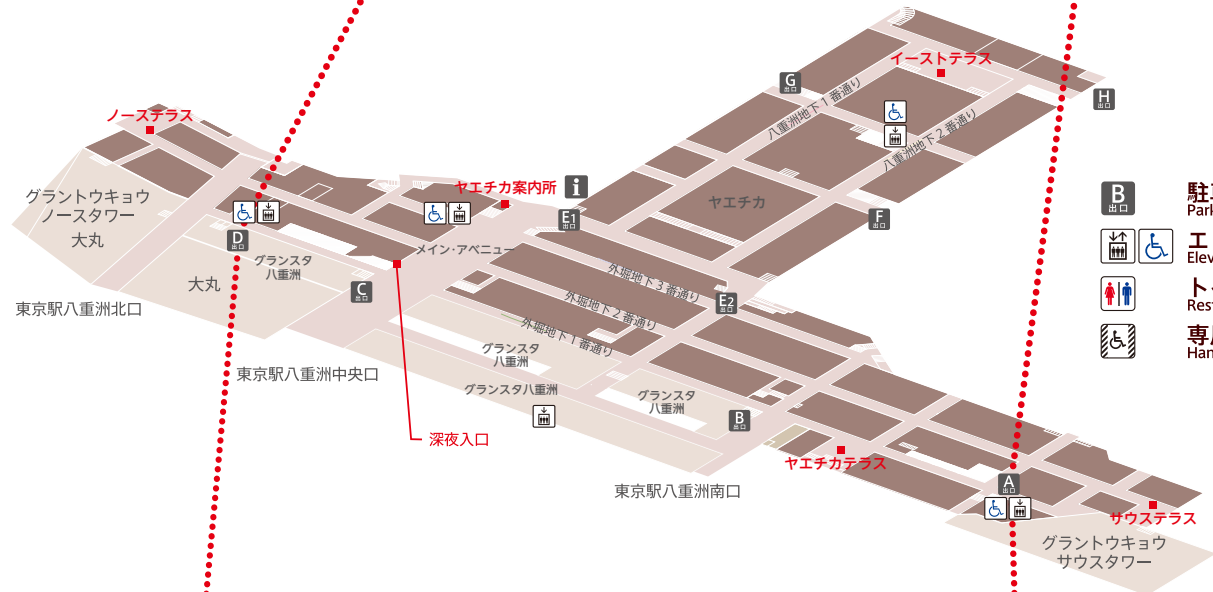 イーストテラス
G
出口
H
出口
八重洲地下1番通り
ノーステラス
八重洲地下2番通り
グラントウキョウ
ノースタワー
大丸
ヤエチカ案内所
i
ヤエチカ
B
出口
Park
E1
出口
F
出口
D
出口
メイン・アベニュー
グランスタ
八重洲
エ
Elev
大丸
外堀地下3番通り
C
出口
E2
出口
Rest
東京駅八重洲北口
外堀地下2番通り
外堀地下1番通り
Han
グランスタ
八重洲
東京駅八重洲中央口
グランスタ八重洲
グランスタ
八重洲
B
出口
深夜入口
ヤエチカテラス
東京駅八重洲南口
A
出口
サウステラス
グラントウキョウ
サウスタワー